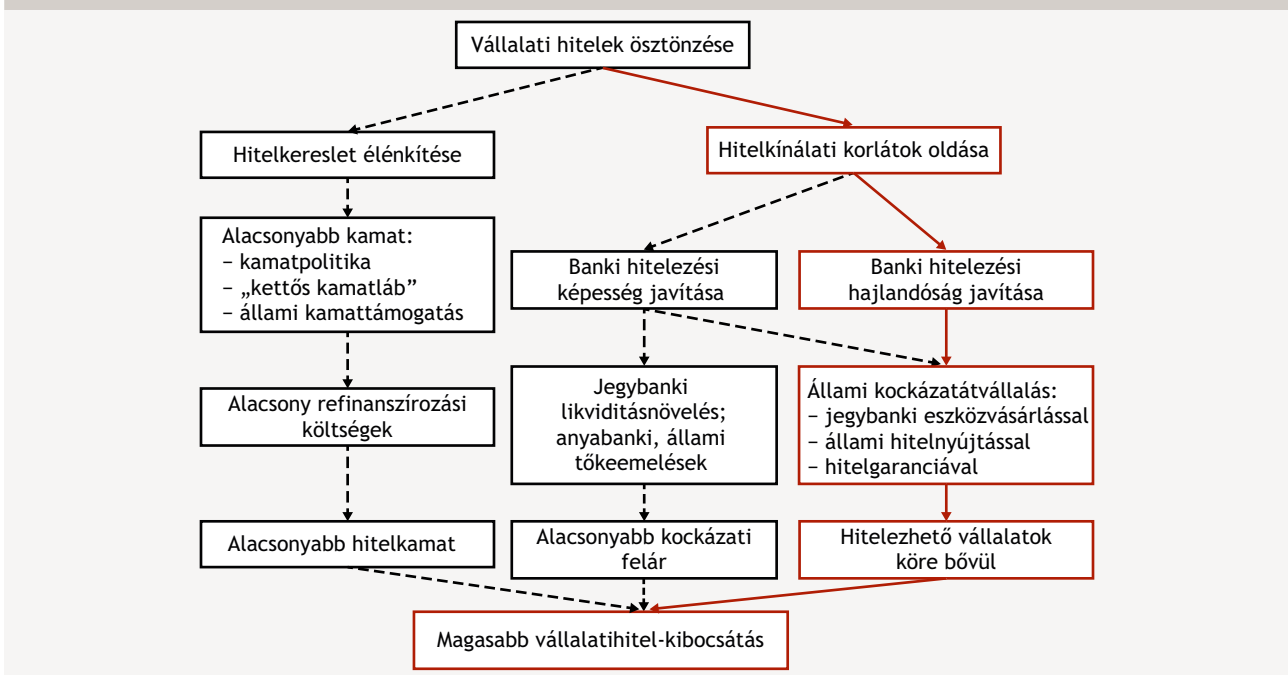 Vállalati hitelek ösztönzése
Hitelkereslet élénkítése
Hitelkínálati korlátok oldása
Alacsonyabb kamat:
– kamatpolitika
– „kettős kamatláb”
– állami kamattámogatás
Banki hitelezési
képesség javítása
Banki hitelezési
hajlandóság javítása
Alacsony refinanszírozási
költségek
Jegybanki
likviditásnövelés;
anyabanki, állami
tőkeemelések
Állami kockázatátvállalás:
– jegybanki eszközvásárlással
– állami hitelnyújtással
– hitelgaranciával
Alacsonyabb hitelkamat
Alacsonyabb kockázati
felár
Hitelezhető vállalatok
köre bővül
Magasabb vállalatihitel-kibocsátás